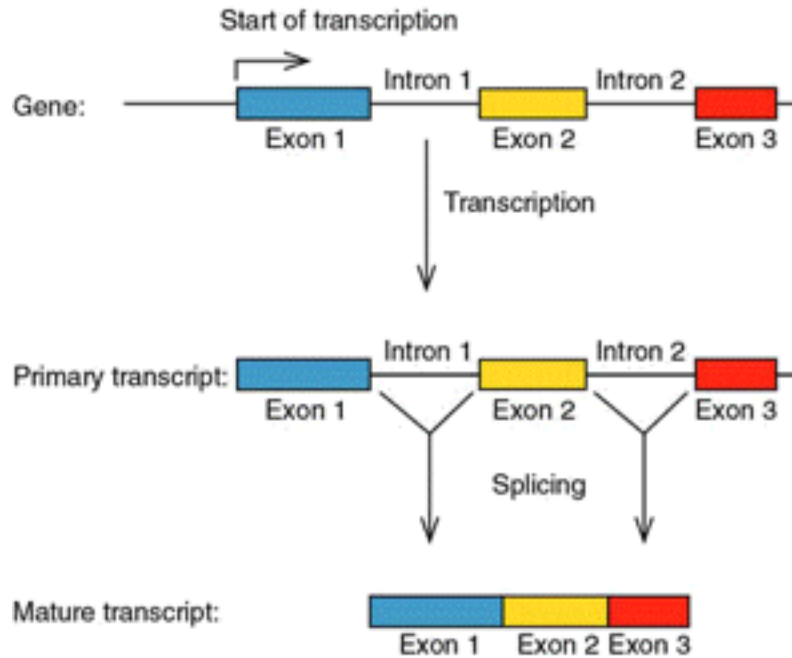 Start of transcription
Intron 1 Intron 2
Gene:
Exon 1 Exon 2 Exon 3
Transcription
Intron 1 Intron 2
Primary transcript:
Exon 1 Exon 2 Exon 3
Splicing
Mature transcript:
Exon 1 Exon 2 Exon 3